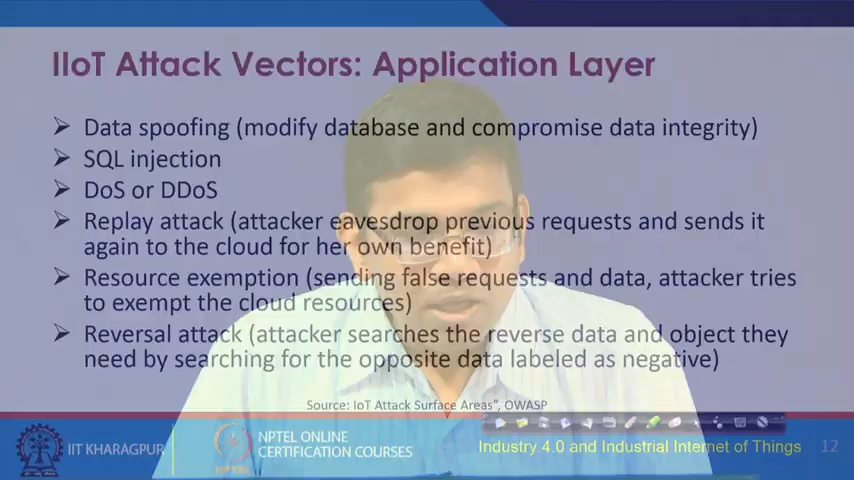 IIoT Attack Vectors: Application Layer
Data spoofing (modify database and compromise data integrity)
SQL injection
DoS or DDoS
Replay attack (attacker eavesdrop previous requests and sends it
again to the cloud for her own benefit)
Resource exemption (sending false requests and data, attacker tries
to exempt the cloud resources)
Reversal attack (attacker searches the reverse data and object they
need by searching for the opposite data labeled as negative)
Source: IoT Attack Surface Areas”, OWASP
IIT KHARAGPUR
NPTEL ONLINE
CERTIFICATION COURSES
NPTEL
Industry 4.0 and Industrial Internet of Things
12